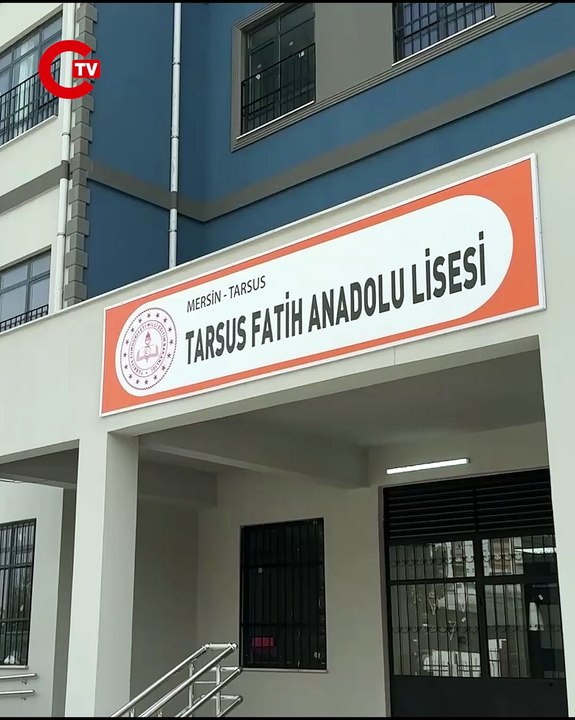 TV
MERSİN - TARSUS
TARSUS FATİH ANADOLU LİSESİ